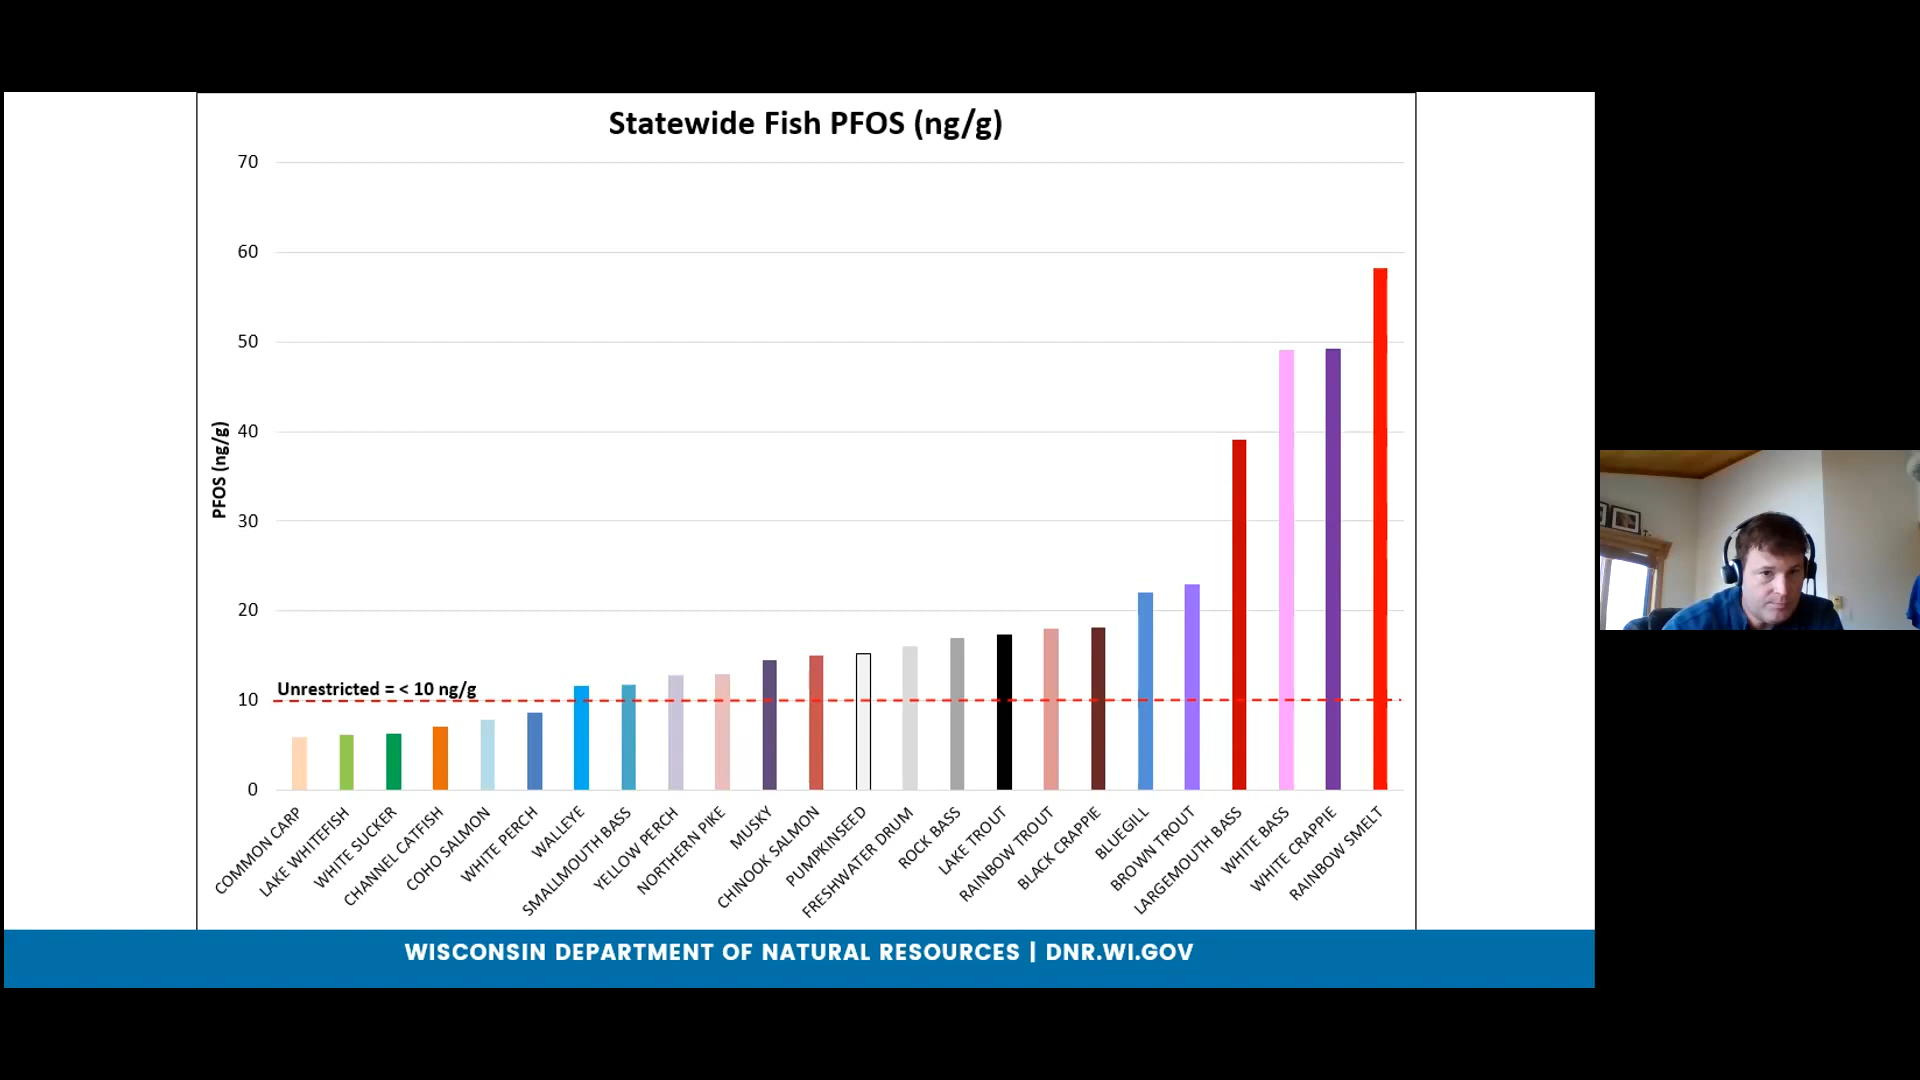 Statewide Fish PFOS (ng/g)
70
60
50
40
30
20
10
0
PFOS (ng/g)
Unrestricted = < 10 ng/g
COMMON CARP
LAKE WHITEFISH
WHITE SUCKER
CHANNEL CATFISH
COHO SALMON
WHITE PERCH
WALLEYE
SMALLMOUTH BASS
YELLOW PERCH
NORTHERN PIKE
MUSKY
CHINOOK SALMON
PUMPKINSEED
FRESHWATER DRUM
ROCK BASS
LAKE TROUT
RAINBOW TROUT
BLACK CRAPPIE
BLUEGILL
BROWN TROUT
LARGEMOUTH BASS
WHITE BASS
WHITE CRAPPIE
RAINBOW SMELT
WISCONSIN DEPARTMENT OF NATURAL RESOURCES | DNR.WI.GOV